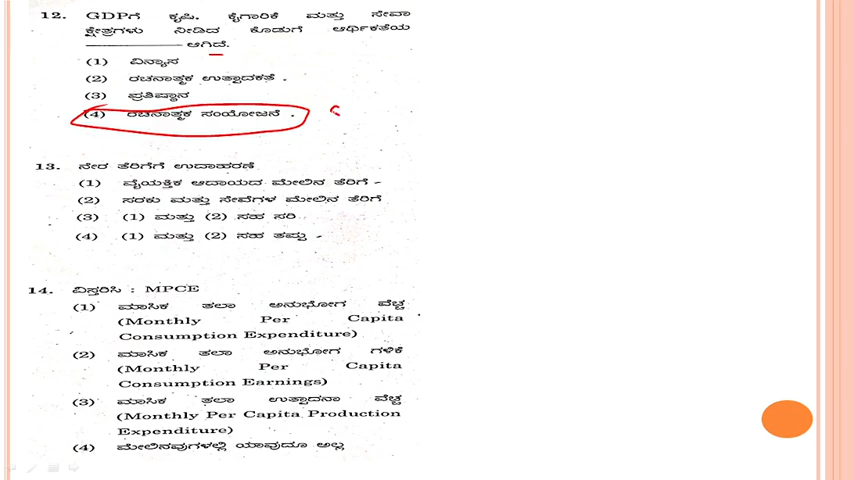 12. GDPಗೆ ಕೃಷಿ, ಕೈಗಾರಿಕೆ ಮತ್ತು ಸೇವಾ
ಕ್ಷೇತ್ರಗಳು ನೀಡಿದ ಕೊಡುಗೆ ಆರ್ಥಿಕತೆಯ
____________ ಆಗಿದೆ.
(1) ವಿನ್ಯಾಸ
(2) ರಚನಾತ್ಮಕ ಉತ್ಪಾದಕತೆ.
(3) ಪ್ರತಿಷ್ಠಾನ
(4) ರಚನಾತ್ಮಕ ಸಂಯೋಜನೆ.
13. ನೇರ ತೆರಿಗೆಗೆ ಉದಾಹರಣೆ
(1) ವೈಯಕ್ತಿಕ ಆದಾಯದ ಮೇಲಿನ ತೆರಿಗೆ
(2) ಸರಕು ಮತ್ತು ಸೇವೆಗಳ ಮೇಲಿನ ತೆರಿಗೆ
(3) (1) ಮತ್ತು (2) ಸಹ ಸರಿ
(4) (1) ಮತ್ತು (2) ಸಹ ತಪ್ಪು
14. ವಿಸ್ತರಿಸಿ : MPCE
(1) ಮಾಸಿಕ ತಲಾ ಅನುಭೋಗ ವೆಚ್ಚ
(Monthly Per Capita
Consumption Expenditure)
(2) ಮಾಸಿಕ ತಲಾ ಅನುಭೋಗ ಗಳಿಕೆ
(Monthly Per Capita
Consumption Earnings)
(3) ಮಾಸಿಕ ತಲಾ ಉತ್ಪಾದನಾ ವೆಚ್ಚ
(Monthly Per Capita Production
Expenditure)
(4) ಮೇಲಿನವುಗಳಲ್ಲಿ ಯಾವುದೂ ಅಲ್ಲ